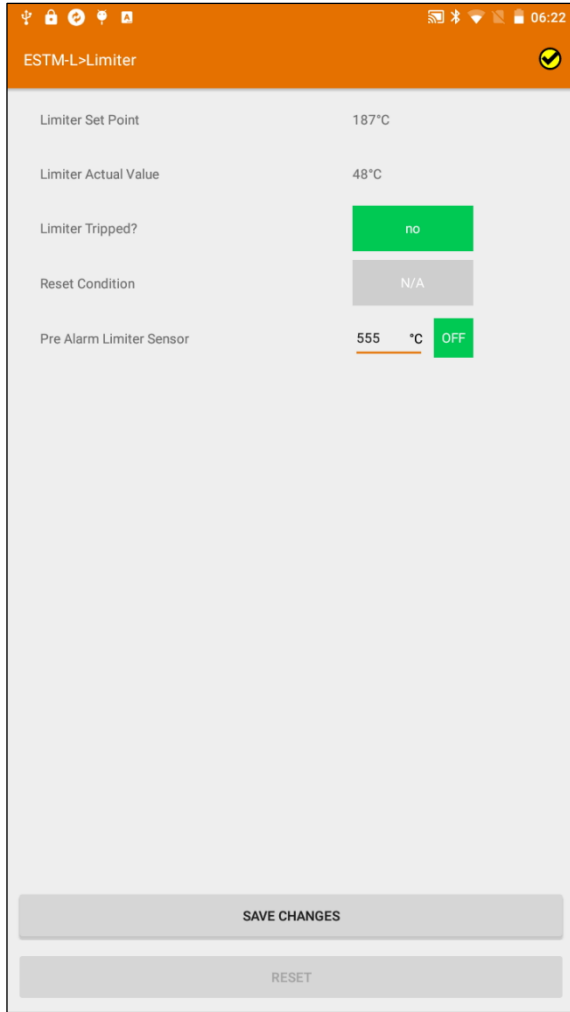 06:22
ESTM-L>Limiter
Limiter Set Point 187°C
Limiter Actual Value 48°C
Limiter Tripped? no
Reset Condition N/A
Pre Alarm Limiter Sensor 555 °C OFF
SAVE CHANGES
RESET